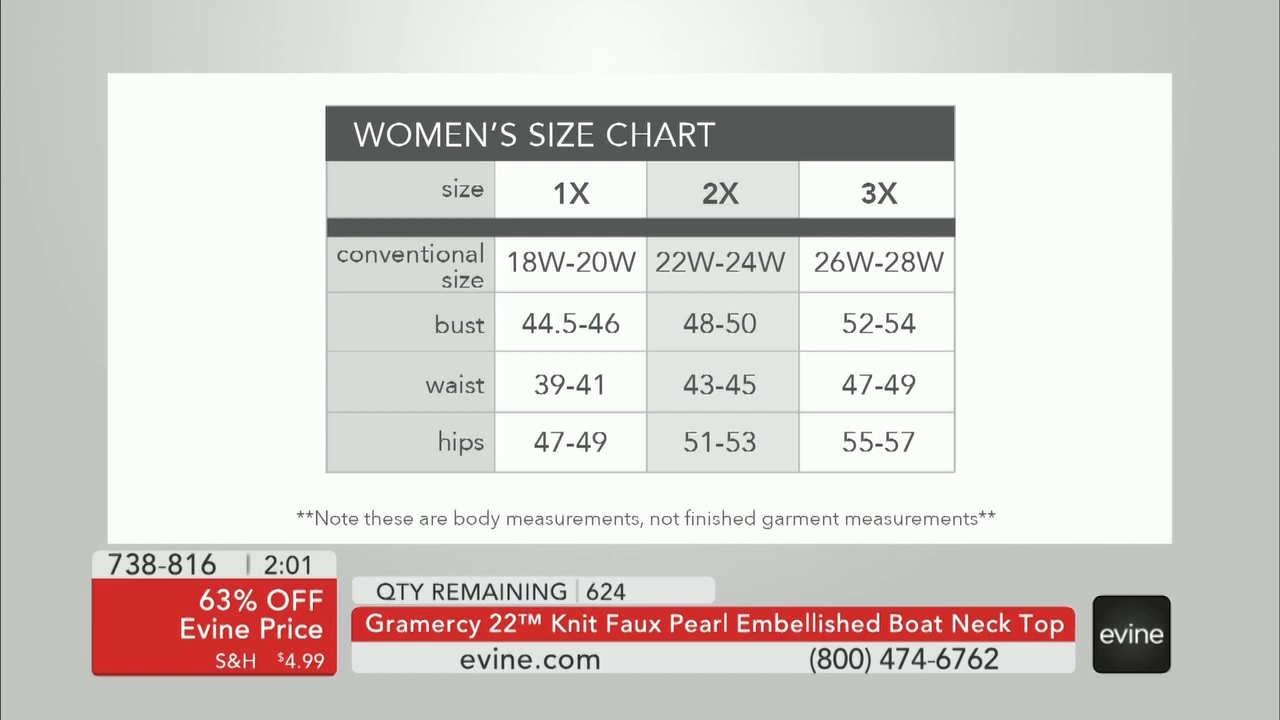 WOMEN'S SIZE CHART
size 1X 2X 3X
conventional size 18W-20W 22W-24W 26W-28W
bust 44.5-46 48-50 52-54
waist 39-41 43-45 47-49
hips 47-49 51-53 55-57
**Note these are body measurements, not finished garment measurements**
738-816 | 2:01
63% OFF
Evine Price
S&H $4.99
QTY REMAINING | 624
Gramercy 22™ Knit Faux Pearl Embellished Boat Neck Top
evine.com (800) 474-6762
evine